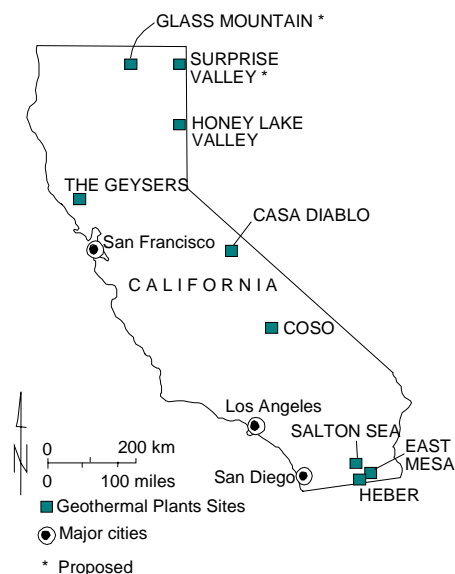 GLASS MOUNTAIN *
SURPRISE
VALLEY *
HONEY LAKE
VALLEY
THE GEYSERS
CASA DIABLO
San Francisco
CALIFORNIA
COSO
Los Angeles
SALTON SEA
EAST
MESA
San Diego
HEBER
N
0 200 km
0 100 miles
Geothermal Plants Sites
Major cities
* Proposed